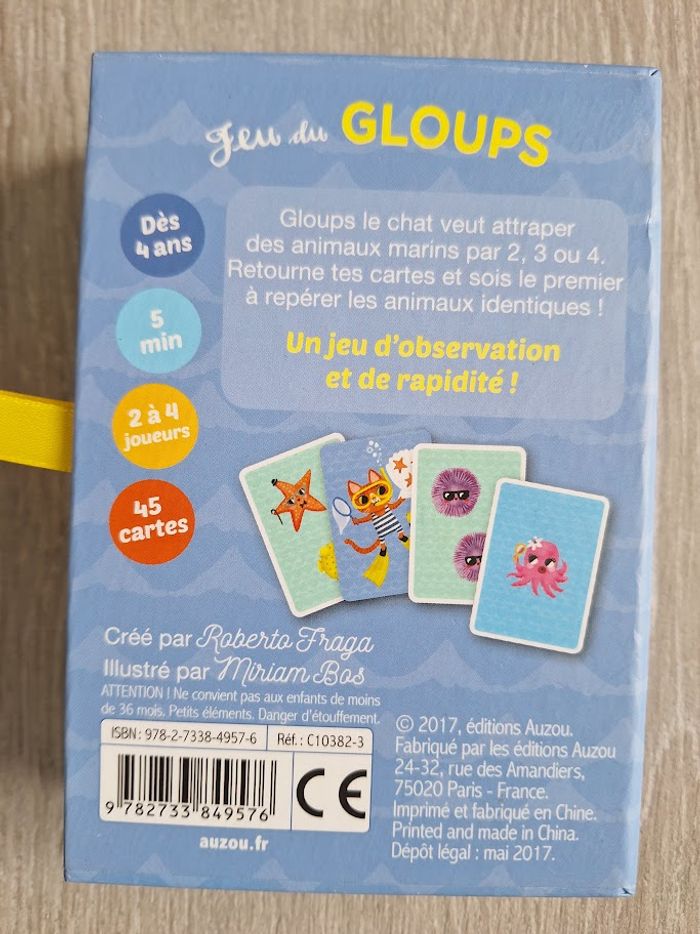 Jeu du GLOUPS
Dès
4 ans
5
min
2 à 4
joueurs
45
cartes
Gloups le chat veut attraper
des animaux marins par 2, 3 ou 4.
Retourne tes cartes et sois le premier
à repérer les animaux identiques !
Un jeu d'observation
et de rapidité !
Créé par Roberto Fraga
Illustré par Miriam Bos
ATTENTION ! Ne convient pas aux enfants de moins
de 36 mois. Petits éléments. Danger d'étouffement.
ISBN : 978-2-7338-4957-6
Réf. : C10382-3
9 782733 849576
CE
auzou.fr
© 2017, éditions Auzou.
Fabriqué par les éditions Auzou
24-32, rue des Amandiers,
75020 Paris - France.
Imprimé et fabriqué en Chine.
Printed and made in China.
Dépôt légal : mai 2017.